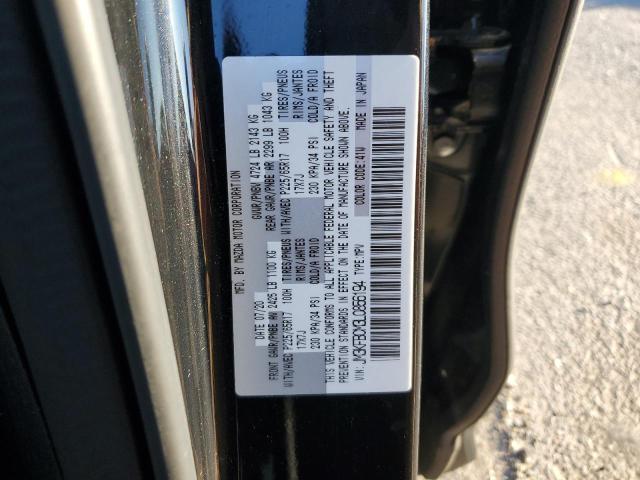 MFD. BY MAZDA MOTOR CORPORATION
DATE 07/20 GVWR/PNBV 4724 LB 2143 KG
FRONT GAWR/PNBE AV 2425 LB 1100 KG REAR GAWR/PNBE AR 2299 LB 1043 KG
WITH/AVEC P225/65R17 100H TIRES/PNEUS WITH/AVEC P225/65R17 100H TIRES/PNEUS
17X7J RIMS/JANTES 17X7J RIMS/JANTES
230 KPA/34 PSI COLD/A FROID 230 KPA/34 PSI COLD/A FROID
THIS VEHICLE CONFORMS TO ALL APPLICABLE FEDERAL MOTOR VEHICLE SAFETY AND THEFT
PREVENTION STANDARDS IN EFFECT ON THE DATE OF MANUFACTURE SHOWN ABOVE.
VIN: TYPE:MPV COLOR CODE:41W MADE IN JAPAN